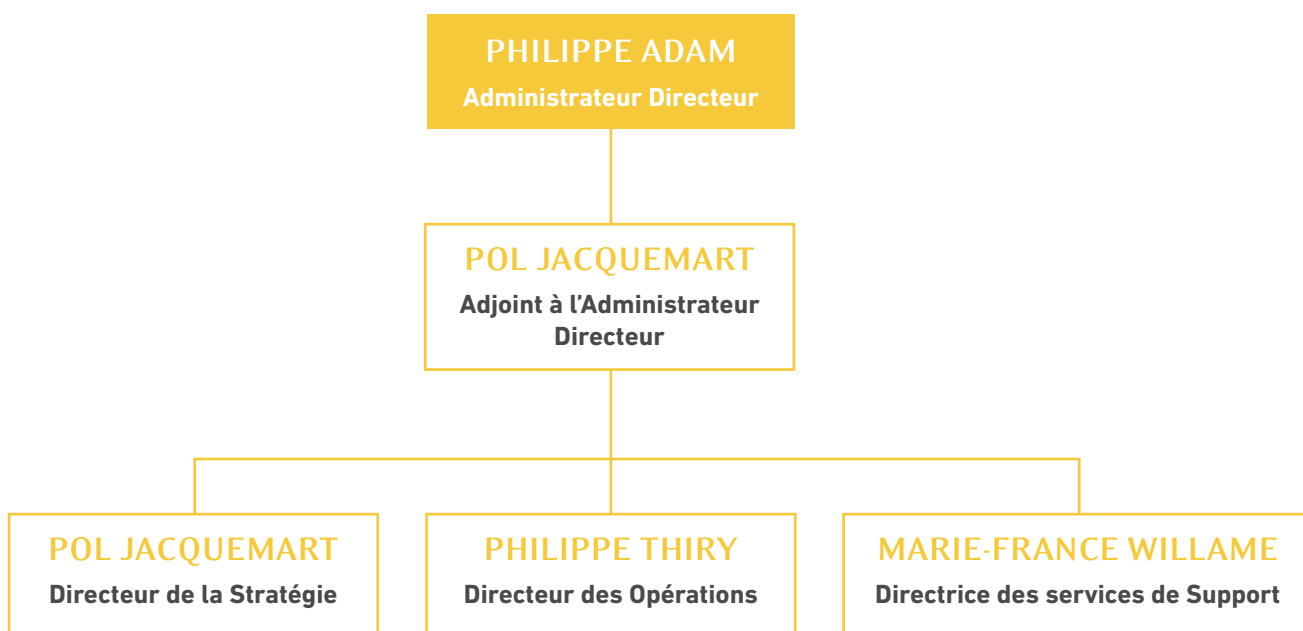 PHILIPPE ADAM
Administrateur Directeur
POL JACQUEMART
Adjoint à l’Administrateur
Directeur
POL JACQUEMART
Directeur de la Stratégie
PHILIPPE THIRY
Directeur des Opérations
MARIE-FRANCE WILLAME
Directrice des services de Support